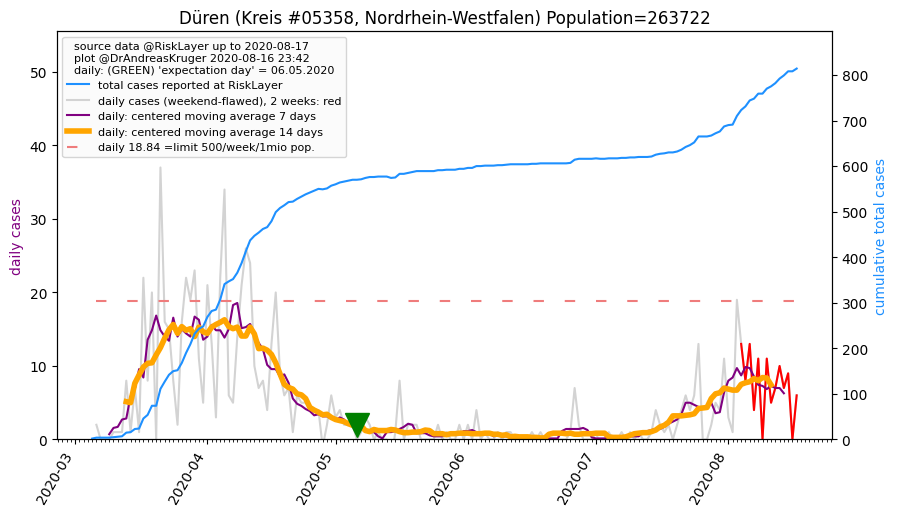 Düren (Kreis #05358, Nordrhein-Westfalen) Population=263722
source data @RiskLayer up to 2020-08-17
plot @DrAndreasKruger 2020-08-16 23:42
daily: (GREEN) 'expectation day' = 06.05.2020
total cases reported at RiskLayer
daily cases (weekend-flawed), 2 weeks: red
daily: centered moving average 7 days
daily: centered moving average 14 days
daily 18.84 =limit 500/week/1mio pop.
daily cases
50
40
30
20
10
0
800
700
600
500
400
300
200
100
0
cumulative total cases
2020-03
2020-04
2020-05
2020-06
2020-07
2020-08